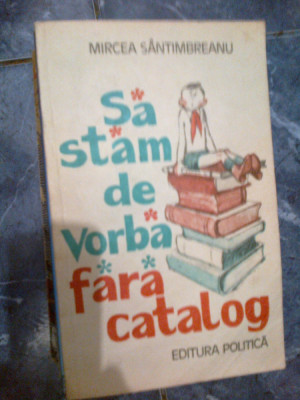 MIRCEA SÂNTIMBREANU
Să
stăm
de
vorbă
fără
catalog
EDITURA POLITICĂ